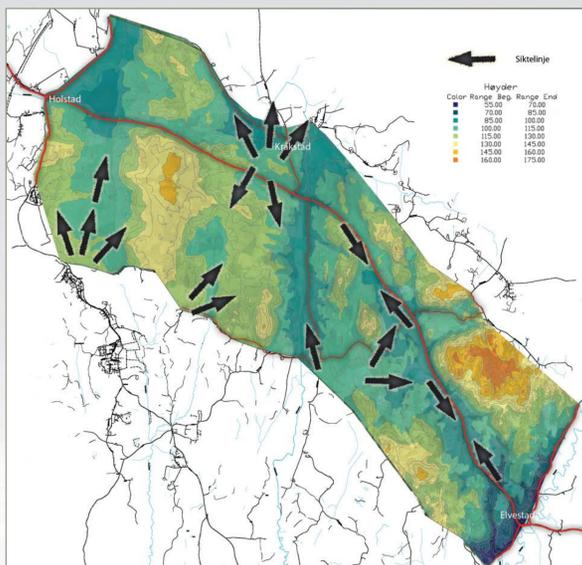 Siktelinje
Høyder
Color Range Beg. Range End
55.00 70.00
70.00 85.00
85.00 100.00
100.00 115.00
115.00 130.00
130.00 145.00
145.00 160.00
160.00 175.00
Holstad
Kråkstad
Elvestad